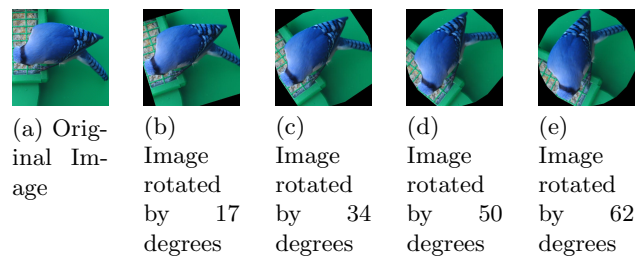 (a) Orig-
inal Im-
age
(b)
Image
rotated
by 17
degrees
(c)
Image
rotated
by 34
degrees
(d)
Image
rotated
by 50
degrees
(e)
Image
rotated
by 62
degrees